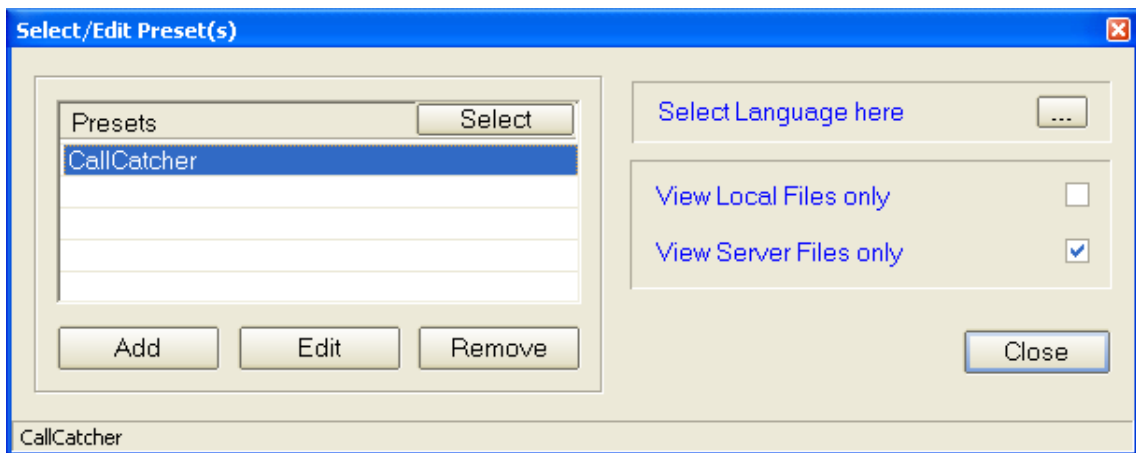 Select/Edit Preset(s)
Presets
Select
CallCatcher
Add
Edit
Remove
Select Language here
...
View Local Files only
View Server Files only
Close
CallCatcher